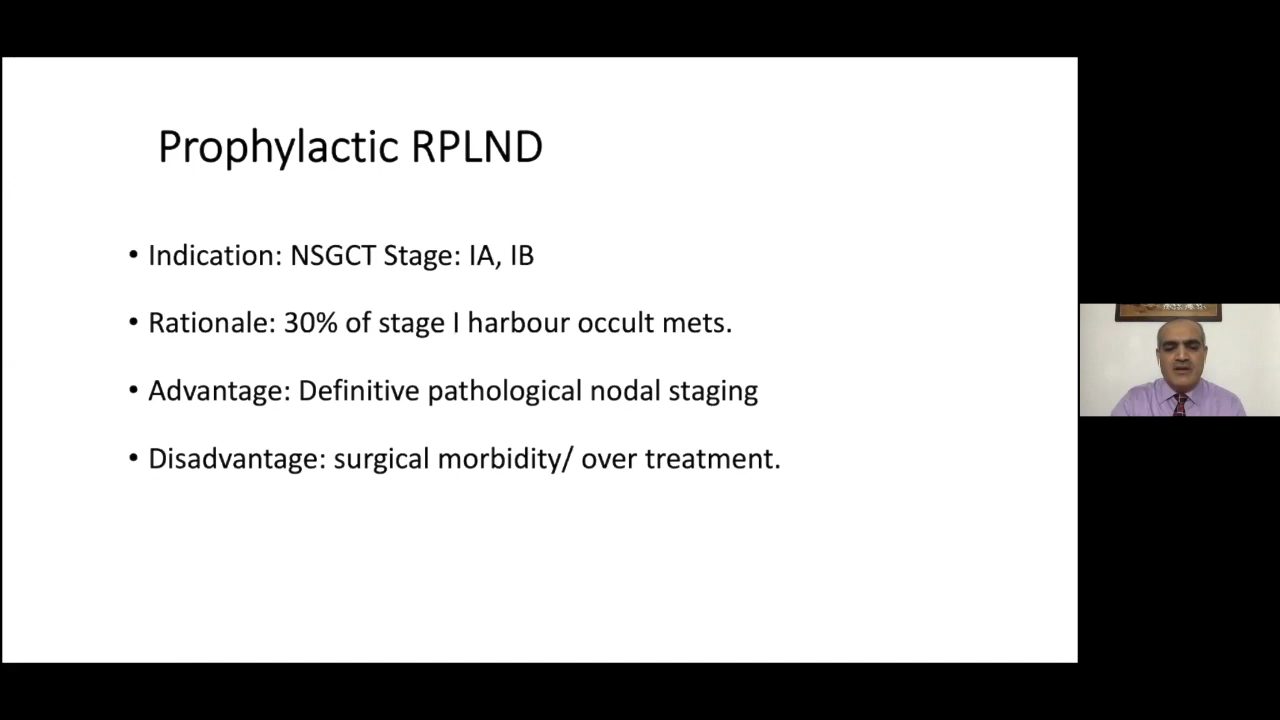 Prophylactic RPLND
• Indication: NSGCT Stage: IA, IB
• Rationale: 30% of stage I harbour occult mets.
• Advantage: Definitive pathological nodal staging
• Disadvantage: surgical morbidity/ over treatment.